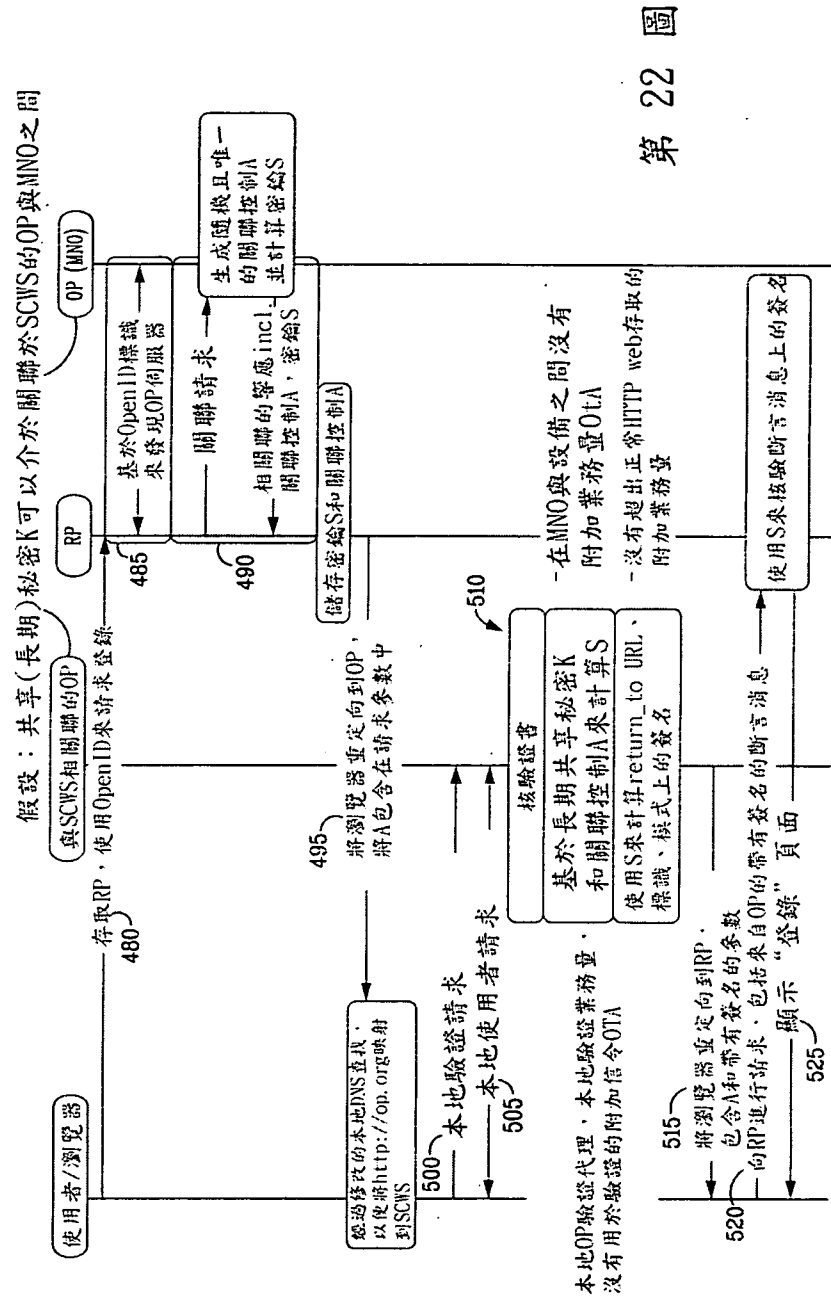 假設：共享(長期)秘密K可以介於關聯於SCWS的OP與MNO之間
使用者/瀏覽器
與SCWS相關聯的OP
RP
OP (MNO)
存取RP，使用OpenID來請求登錄
480
485
基於OpenID標識
來發現OP伺服器
490
關聯請求
生成隨機且唯一
的關聯控制A
並計算密鑰S
相關聯的響應incl.
關聯控制A，密鑰S
儲存密鑰S和關聯控制A
495
將瀏覽器重定向到OP，
將A包含在請求參數中
經過修改的本地DNS查找，
以便將http://op.org映射
到SCWS
500
本地驗證請求
本地使用者請求
505
510
核驗證書
基於長期共享秘密K
和關聯控制A來計算S
使用S來計算return_to URL、
標識、模式上的簽名
-在MNO與設備之間沒有
附加業務量OtA
-沒有超出正常HTTP web存取的
附加業務量
本地OP驗證代理，本地驗證業務量，
沒有用於驗證的附加信令OTA
515
將瀏覽器重定向到RP，
包含A和帶有簽名的參數
520
向RP進行請求，包括來自OP的帶有簽名的斷言消息
使用S來核驗斷言消息上的簽名
顯示“登錄”頁面
525
第 22 圖